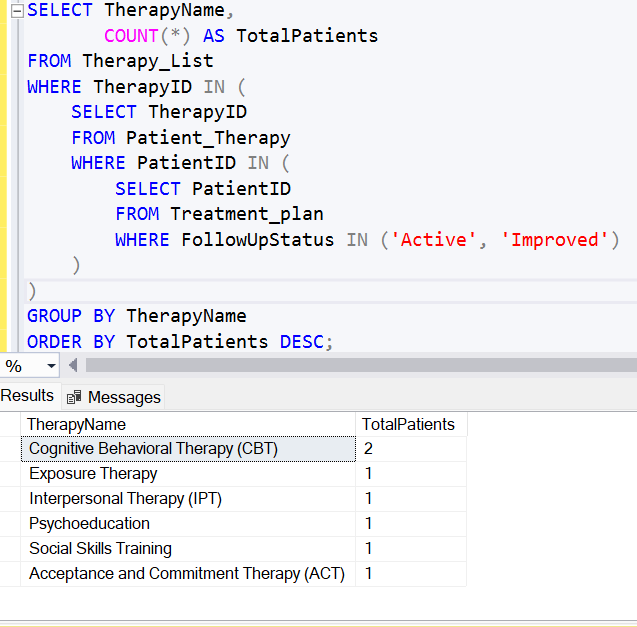 SELECT TherapyName,
COUNT(*) AS TotalPatients
FROM Therapy_List
WHERE TherapyID IN (
SELECT TherapyID
FROM Patient_Therapy
WHERE PatientID IN (
SELECT PatientID
FROM Treatment_plan
WHERE FollowUpStatus IN ('Active', 'Improved')
)
)
GROUP BY TherapyName
ORDER BY TotalPatients DESC;
%
Results Messages
TherapyName TotalPatients
Cognitive Behavioral Therapy (CBT) 2
Exposure Therapy 1
Interpersonal Therapy (IPT) 1
Psychoeducation 1
Social Skills Training 1
Acceptance and Commitment Therapy (ACT) 1